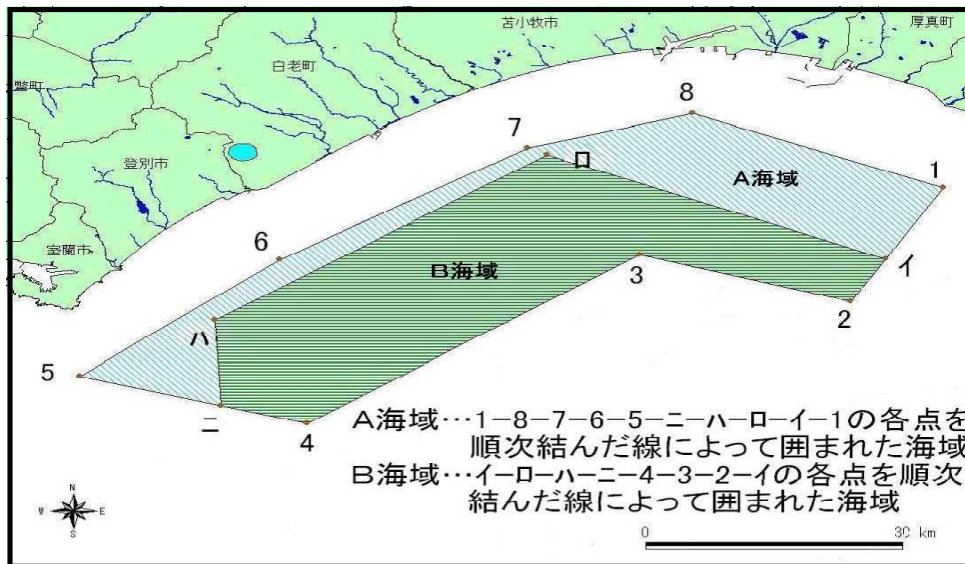 苫小牧市
厚真町
白老町
登別市
室蘭市
8
7
ロ
A海域
1
6
B海域
3
イ
2
ハ
5
ニ
4
A海域…1-8-7-6-5-ニ-ハ-ロ-イ-1の各点を
順次結んだ線によって囲まれた海域
B海域…イ-ロ-ハ-ニ-4-3-2-イの各点を順次
結んだ線によって囲まれた海域
N
W
E
S
0
30 km